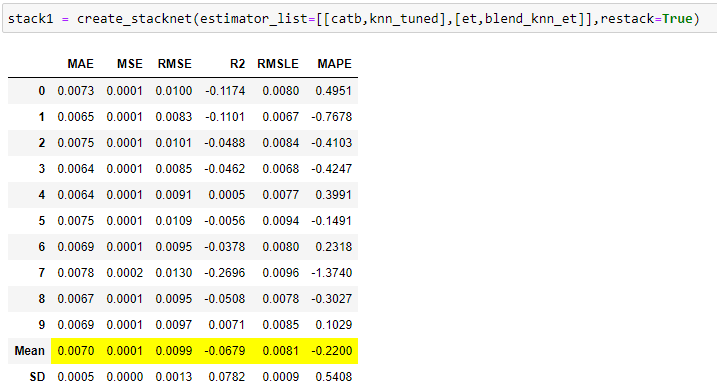 stack1 = create_stacknet(estimator_list=[[catb,knn_tuned],[et,blend_knn_et]],restack=True)
MAE MSE RMSE R2 RMSLE MAPE
0 0.0073 0.0001 0.0100 -0.1174 0.0080 0.4951
1 0.0065 0.0001 0.0083 -0.1101 0.0067 -0.7678
2 0.0075 0.0001 0.0101 -0.0488 0.0084 -0.4103
3 0.0064 0.0001 0.0085 -0.0462 0.0068 -0.4247
4 0.0064 0.0001 0.0091 0.0005 0.0077 0.3991
5 0.0075 0.0001 0.0109 -0.0056 0.0094 -0.1491
6 0.0069 0.0001 0.0095 -0.0378 0.0080 0.2318
7 0.0078 0.0002 0.0130 -0.2696 0.0096 -1.3740
8 0.0067 0.0001 0.0095 -0.0508 0.0078 -0.3027
9 0.0069 0.0001 0.0097 0.0071 0.0085 0.1029
Mean 0.0070 0.0001 0.0099 -0.0679 0.0081 -0.2200
SD 0.0005 0.0000 0.0013 0.0782 0.0009 0.5408